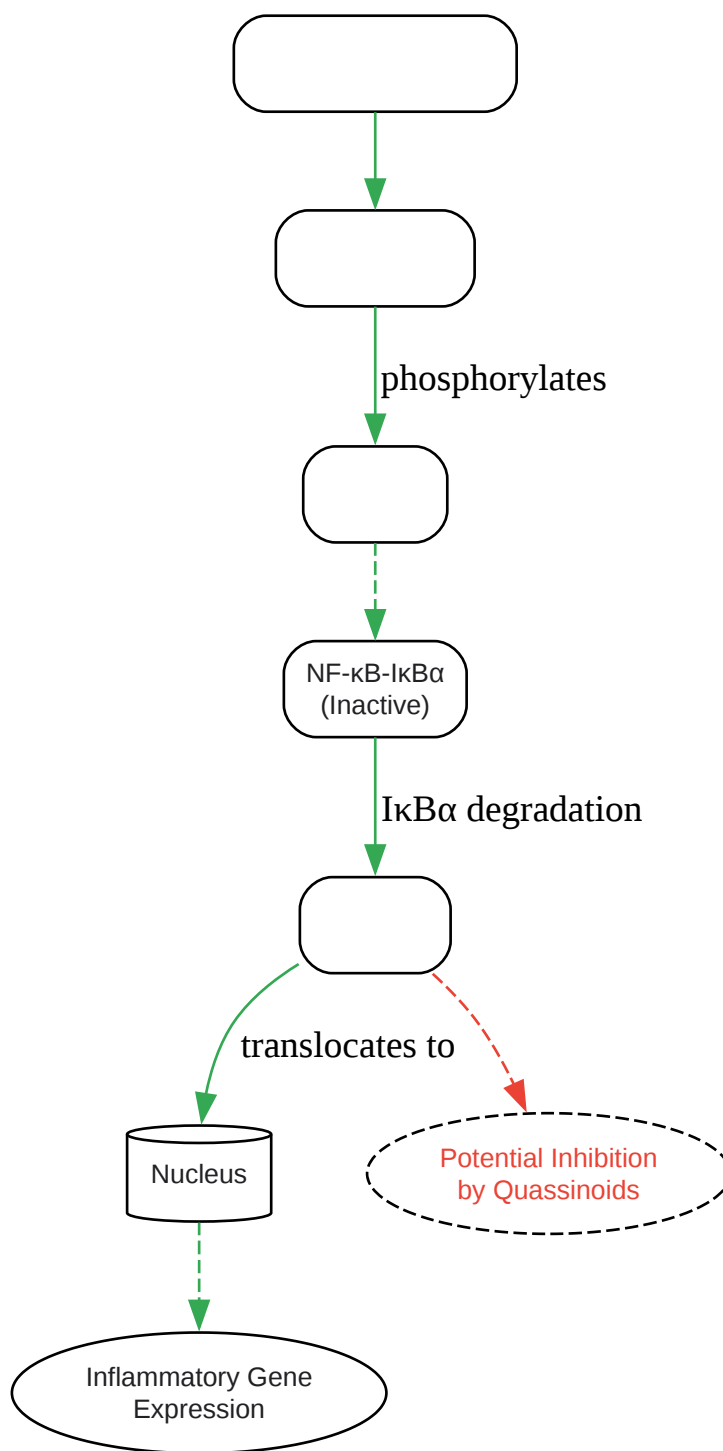 phosphorylates
NF-κB-IκBα
(Inactive)
IκBα degradation
translocates to
Nucleus
Potential Inhibition
by Quassinoids
Inflammatory Gene
Expression